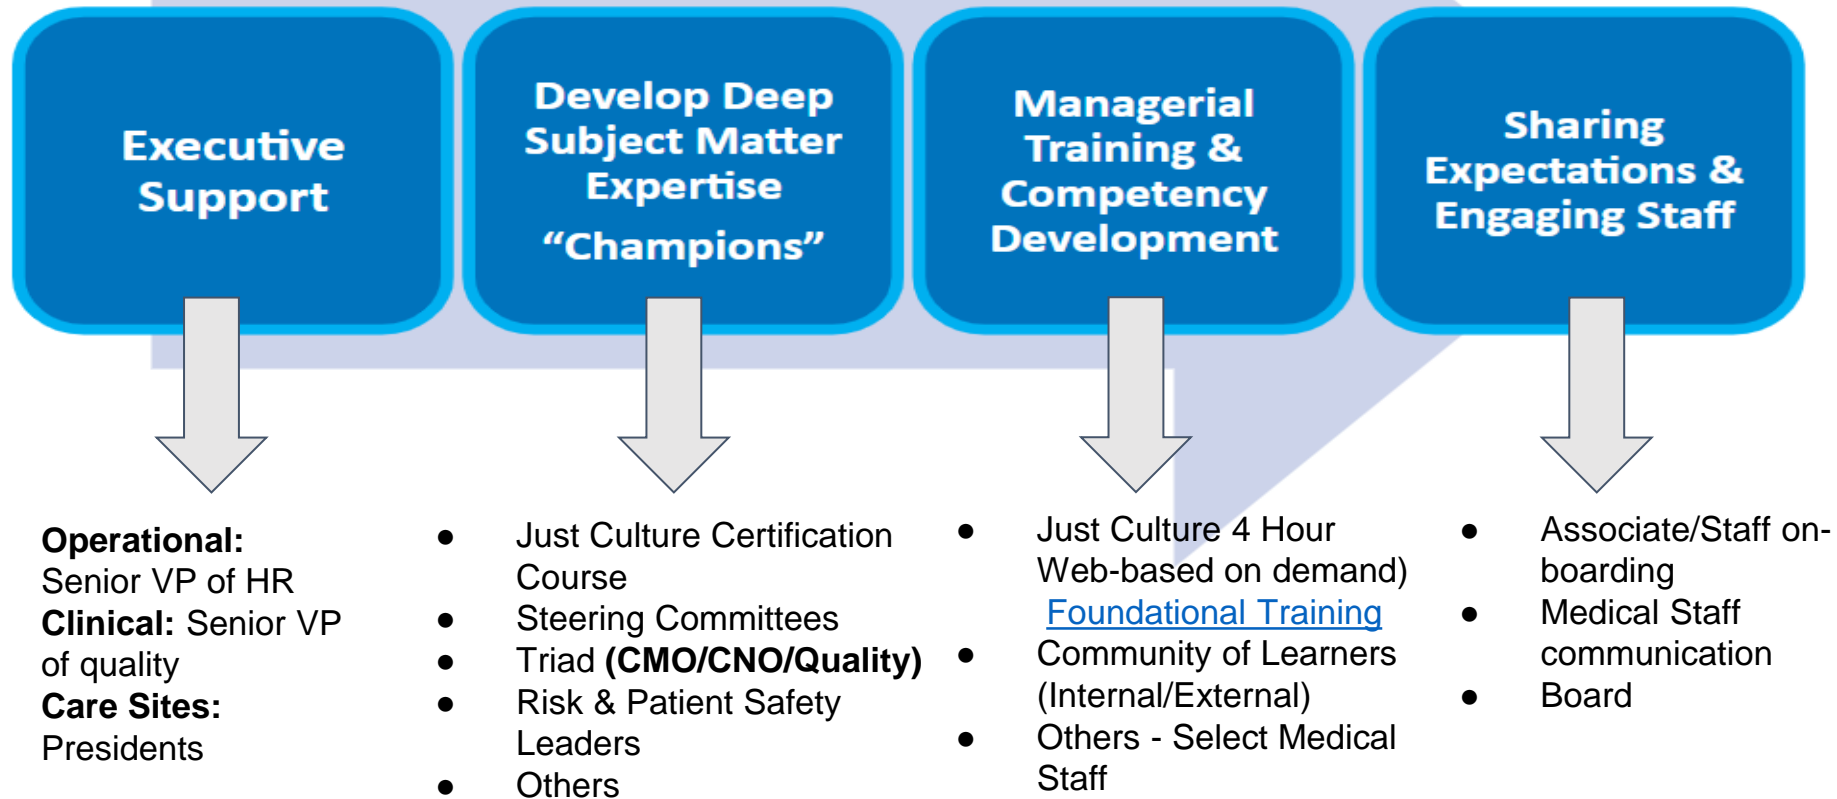 Executive
Support
Develop Deep
Subject Matter
Expertise
“Champions”
Managerial
Training &
Competency
Development
Sharing
Expectations &
Engaging Staff
Operational:
Senior VP of HR
Clinical: Senior VP
of quality
Care Sites:
Presidents
● Just Culture Certification
Course
● Steering Committees
● Triad (CMO/CNO/Quality)
● Risk & Patient Safety
Leaders
● Others
● Just Culture 4 Hour
Web-based on demand)
Foundational Training
● Community of Learners
(Internal/External)
● Others - Select Medical
Staff
● Associate/Staff on-
boarding
● Medical Staff
communication
● Board